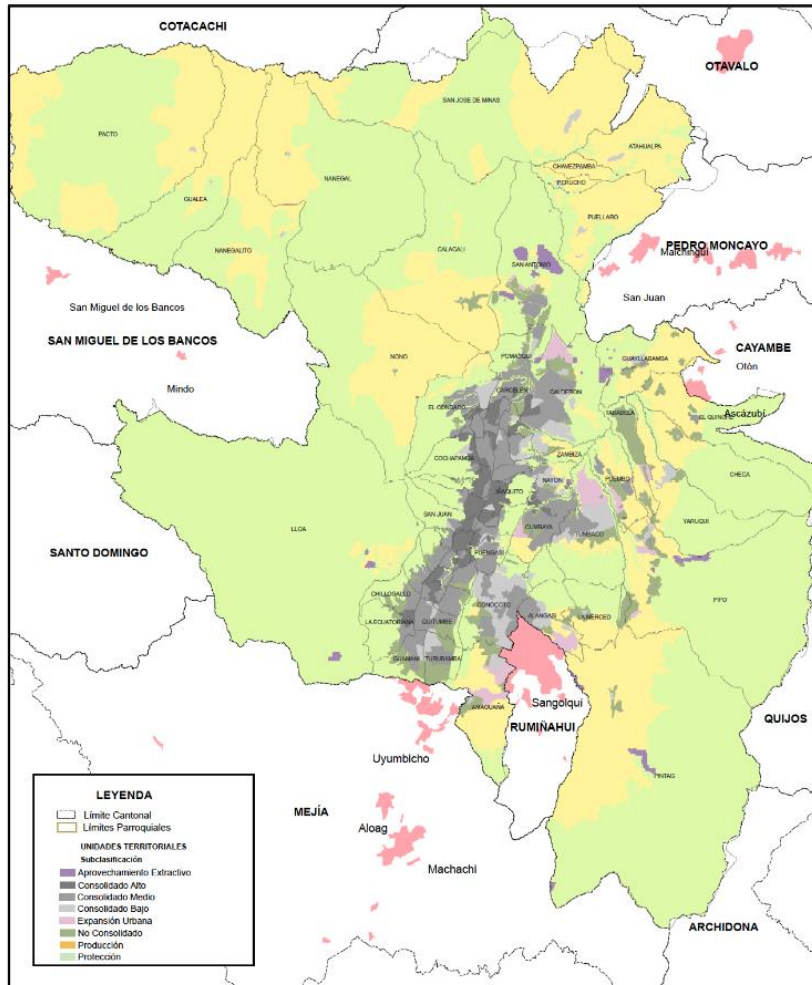 COTACACHI
OTAVALO
SAN JOSE DE MINAS
PACTO
ATAHUALPA
CHAVEZPAMBA
NANEGAL
PERUCHO
GUALEA
PUELLARO
NANEGALITO
CALACALI
PEDRO MONCAYO
Malchinguí
SAN ANTONIO
San Miguel de los Bancos
San Juan
SAN MIGUEL DE LOS BANCOS
CAYAMBE
NONO
POMASQUI
GUAYLLABAMBA
Otón
Mindo
CARCELEN
CALDERON
EL CONDADO
TABABELA
EL QUINCHE
Ascázubi
COCHAPAMBA
ZAMBIZA
CHECA
IÑAQUITO
NAYON
PUEMBO
SAN JUAN
YARUQUI
LLOA
CUMBAYA
TUMBACO
SANTO DOMINGO
PUENGASI
PIFO
CHILLOGALLO
CONOCOTO
LA ECUATORIANA
QUITUMBE
ALANGASI
LA MERCED
GUAMANI
TURUBAMBA
Sangolquí
AMAGUAÑA
RUMIÑAHUI
QUIJOS
Uyumbicho
PINTAG
LEYENDA
Límite Cantonal
Límites Parroquiales
UNIDADES TERRITORIALES
Subclasificación
Aprovechamiento Extractivo
Consolidado Alto
Consolidado Medio
Consolidado Bajo
Expansión Urbana
No Consolidado
Producción
Protección
MEJÍA
Aloag
Machachi
ARCHIDONA